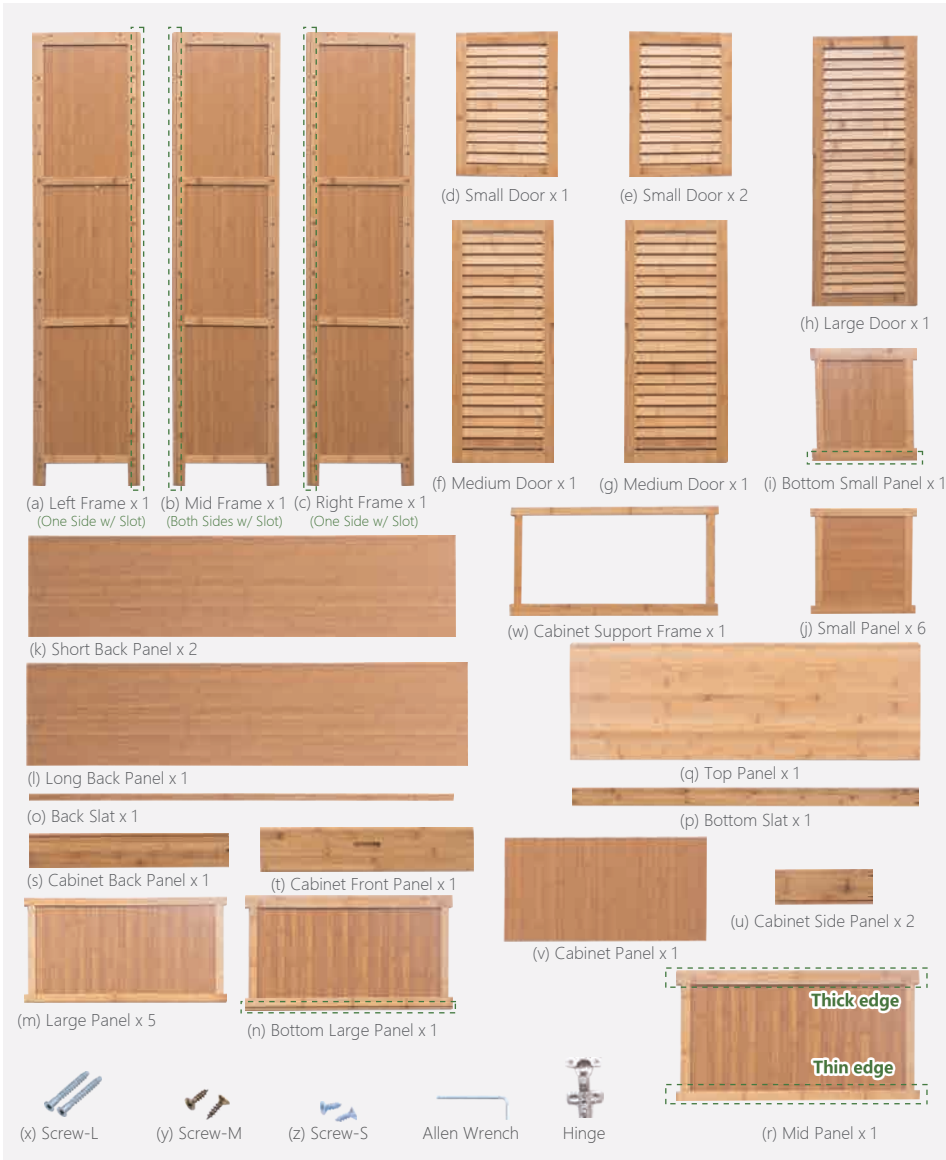 (d) Small Door x 1
(e) Small Door x 2
(h) Large Door x 1
(f) Medium Door x 1
(g) Medium Door x 1
(i) Bottom Small Panel x 1
(a) Left Frame x 1
(One Side w/ Slot)
(b) Mid Frame x 1
(Both Sides w/ Slot)
(c) Right Frame x 1
(One Side w/ Slot)
(w) Cabinet Support Frame x 1
(j) Small Panel x 6
(k) Short Back Panel x 2
(l) Long Back Panel x 1
(q) Top Panel x 1
(o) Back Slat x 1
(p) Bottom Slat x 1
(s) Cabinet Back Panel x 1
(t) Cabinet Front Panel x 1
(u) Cabinet Side Panel x 2
(v) Cabinet Panel x 1
(m) Large Panel x 5
(n) Bottom Large Panel x 1
Thick edge
Thin edge
(x) Screw-L
(y) Screw-M
(z) Screw-S
Allen Wrench
Hinge
(r) Mid Panel x 1